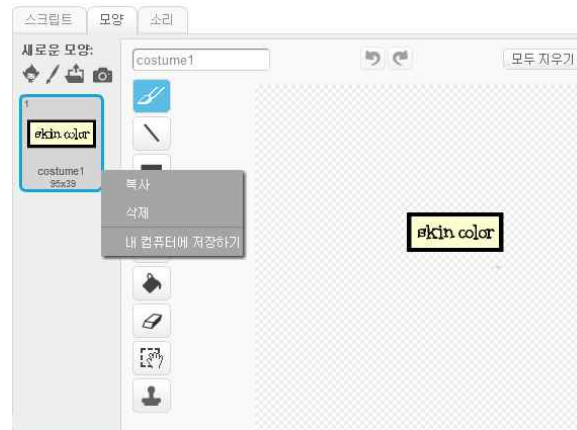 스크립트 모양 소리
새로운 모양:
costume1
모두 지우기
1
skin color
costume1
95x39
복사
삭제
내 컴퓨터에 저장하기
skin color